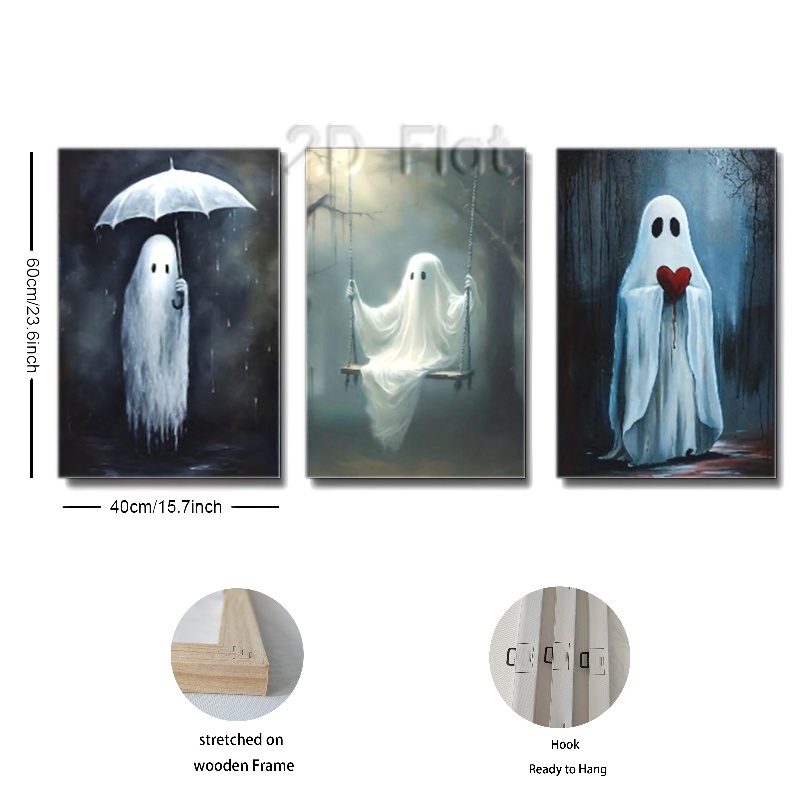 2D Flat
60cm/23.6inch
40cm/15.7inch
stretched on
wooden Frame
Hook
Ready to Hang